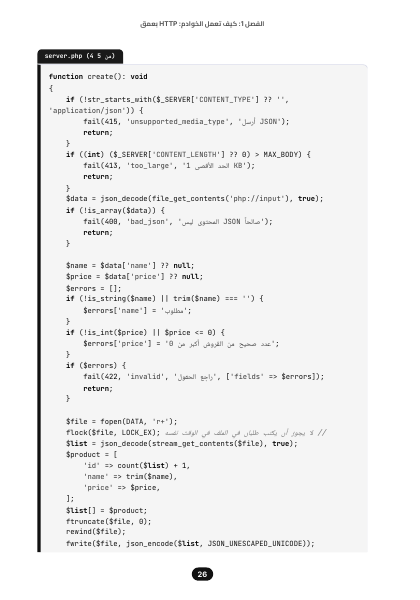 الفصل 1: كيف تعمل الخوادم: HTTP بعمق
server.php (4 من 5)
function create(): void
{
    if (!str_starts_with($_SERVER['CONTENT_TYPE'] ?? '',
'application/json')) {
        fail(415, 'unsupported_media_type', 'أرسل JSON');
        return;
    }
    if ((int) ($_SERVER['CONTENT_LENGTH'] ?? 0) > MAX_BODY) {
        fail(413, 'too_large', 'الحد الأقصى 1 KB');
        return;
    }
    $data = json_decode(file_get_contents('php://input'), true);
    if (!is_array($data)) {
        fail(400, 'bad_json', 'المحتوى ليس JSON صالحاً');
        return;
    }

    $name = $data['name'] ?? null;
    $price = $data['price'] ?? null;
    $errors = [];
    if (!is_string($name) || trim($name) === '') {
        $errors['name'] = 'مطلوب';
    }
    if (!is_int($price) || $price <= 0) {
        $errors['price'] = 'عدد صحيح من القروش أكبر من 0';
    }
    if ($errors) {
        fail(422, 'invalid', 'راجع الحقول', ['fields' => $errors]);
        return;
    }

    $file = fopen(DATA, 'r+');
    flock($file, LOCK_EX); // لا يجوز أن يكتب طلبان في الملف في الوقت نفسه
    $list = json_decode(stream_get_contents($file), true);
    $product = [
        'id' => count($list) + 1,
        'name' => trim($name),
        'price' => $price,
    ];
    $list[] = $product;
    ftruncate($file, 0);
    rewind($file);
    fwrite($file, json_encode($list, JSON_UNESCAPED_UNICODE));
26